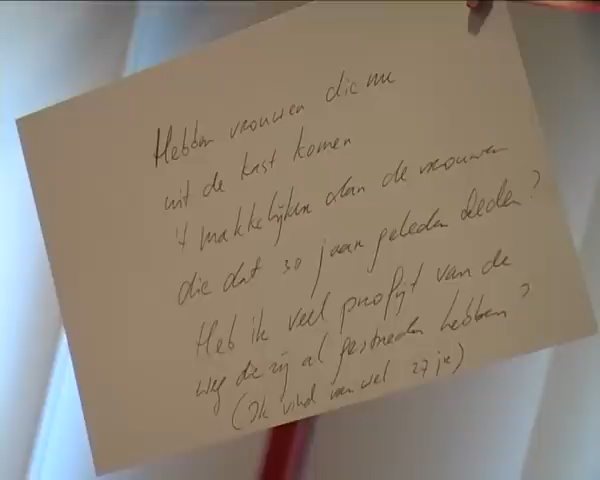 Hebben vrouwen die nu
uit de kast komen
't makkelijker dan de vrouwen
die dat 30 jaar geleden deden?
Heb ik veel profijt van de
weg die zij al gestreden hebben?
(Ik vind van wel 27 jr)